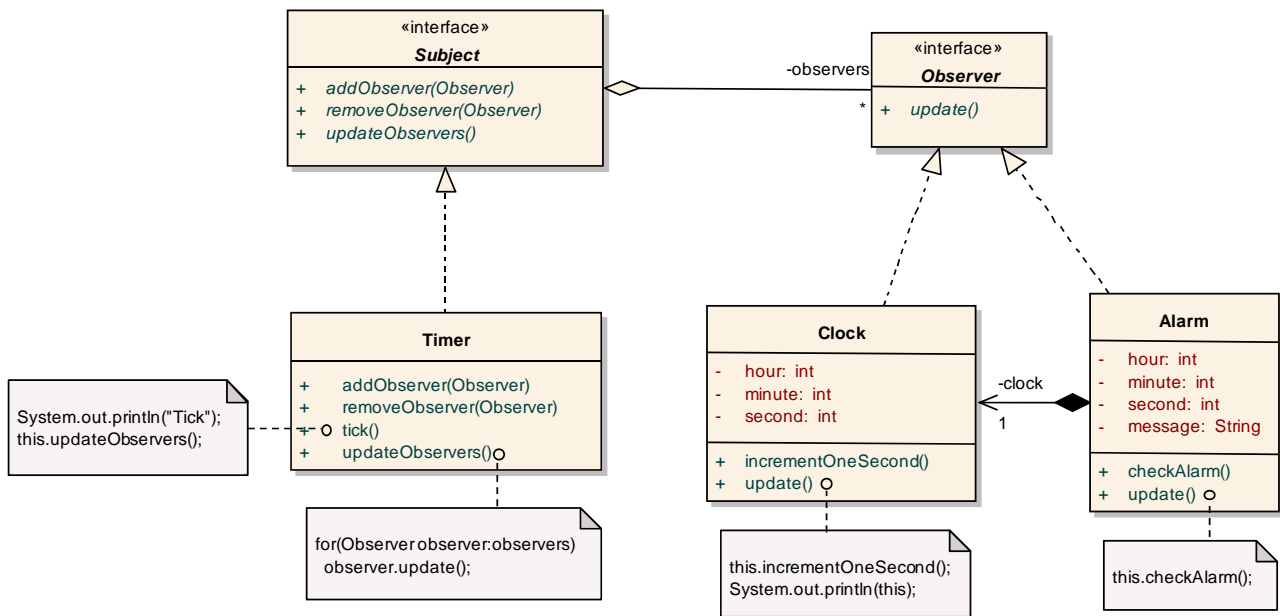 «interface»
Subject
+ addObserver(Observer)
+ removeObserver(Observer)
+ updateObservers()
-observers
*
«interface»
Observer
+ update()
Timer
+ addObserver(Observer)
+ removeObserver(Observer)
+ tick()
+ updateObservers()
System.out.println("Tick");
this.updateObservers();
for(Observer observer:observers)
observer.update();
Clock
- hour: int
- minute: int
- second: int
+ incrementOneSecond()
+ update()
-clock
1
Alarm
- hour: int
- minute: int
- second: int
- message: String
+ checkAlarm()
+ update()
this.incrementOneSecond();
System.out.println(this);
this.checkAlarm();